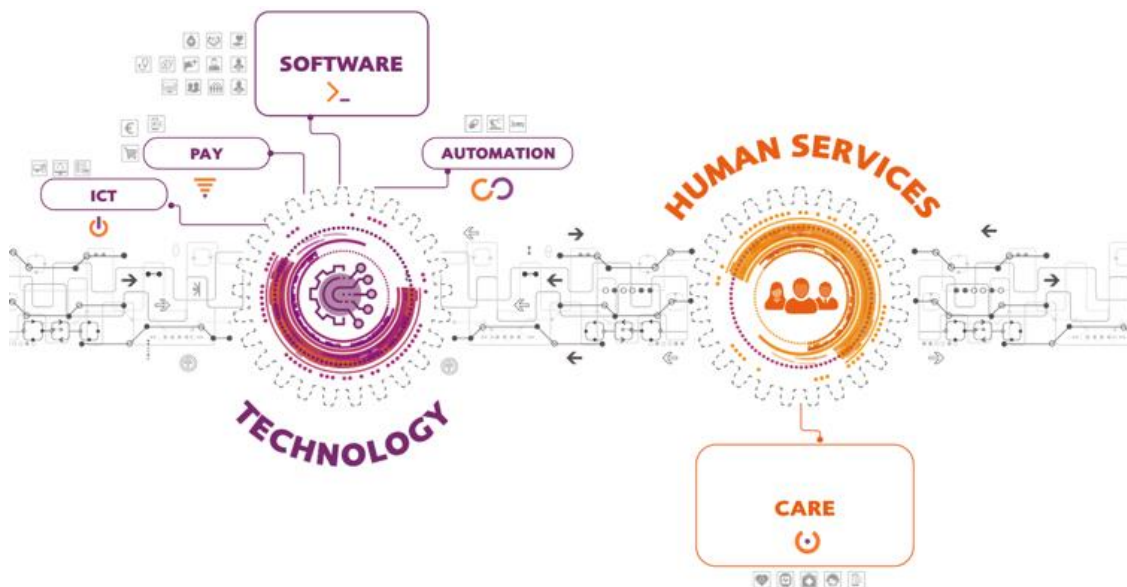 SOFTWARE
PAY
AUTOMATION
ICT
HUMAN SERVICES
TECHNOLOGY
CARE